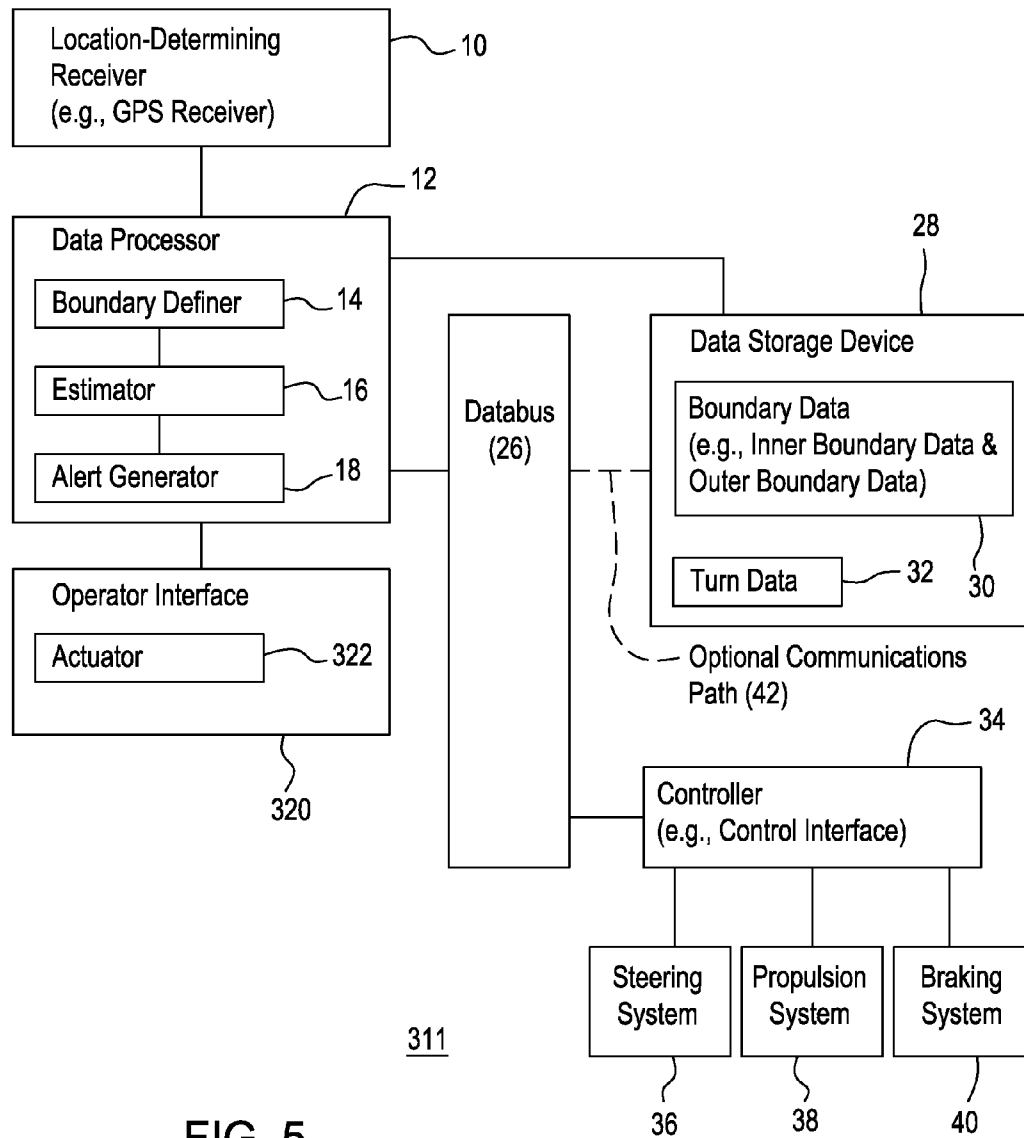 Location-Determining
Receiver
(e.g., GPS Receiver)
10
12
Data Processor
Boundary Definer
14
Estimator
16
Alert Generator
18
Operator Interface
Actuator
322
320
Databus
(26)
28
Data Storage Device
Boundary Data
(e.g., Inner Boundary Data &
Outer Boundary Data)
30
Turn Data
32
Optional Communications
Path (42)
34
Controller
(e.g., Control Interface)
Steering
System
36
Propulsion
System
38
Braking
System
40
311
FIG. 5